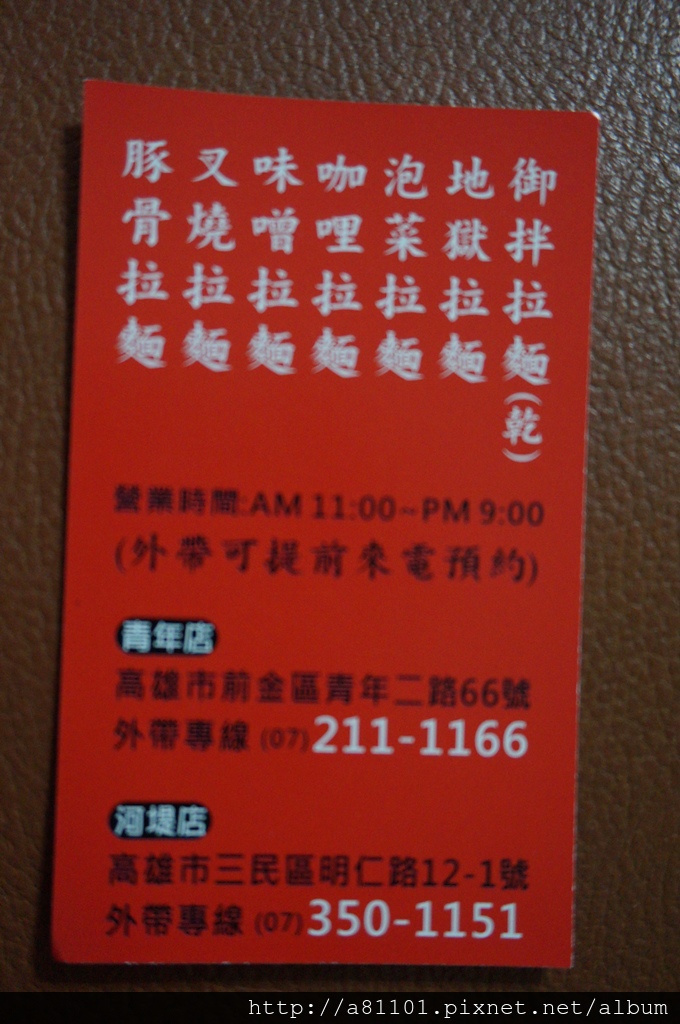 御拌拉麵(乾)
地獄拉麵
泡菜拉麵
咖哩拉麵
味噌拉麵
叉燒拉麵
豚骨拉麵
營業時間:AM 11:00~PM 9:00
(外帶可提前來電預約)
青年店
高雄市前金區青年二路66號
外帶專線 (07)211-1166
河堤店
高雄市三民區明仁路12-1號
外帶專線 (07)350-1151
http://a81101.pixnet.net/album